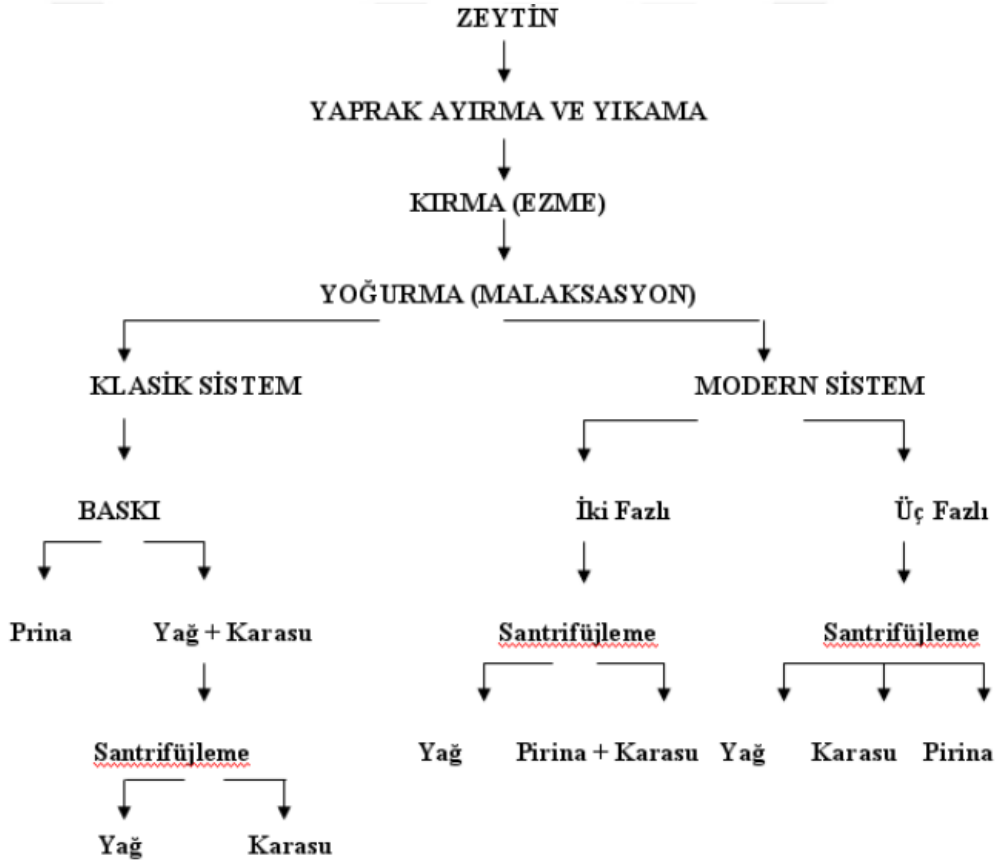 ZEYTİN
YAPRAK AYIRMA VE YIKAMA
KIRMA (EZME)
YOĞURMA (MALAKSASYON)
KLASİK SİSTEM
MODERN SİSTEM
BASKI
İki Fazlı
Üç Fazlı
Prina
Yağ + Karasu
Santrifüjleme
Santrifüjleme
Santrifüjleme
Yağ
Pirina + Karasu
Yağ
Karasu
Pirina
Yağ
Karasu